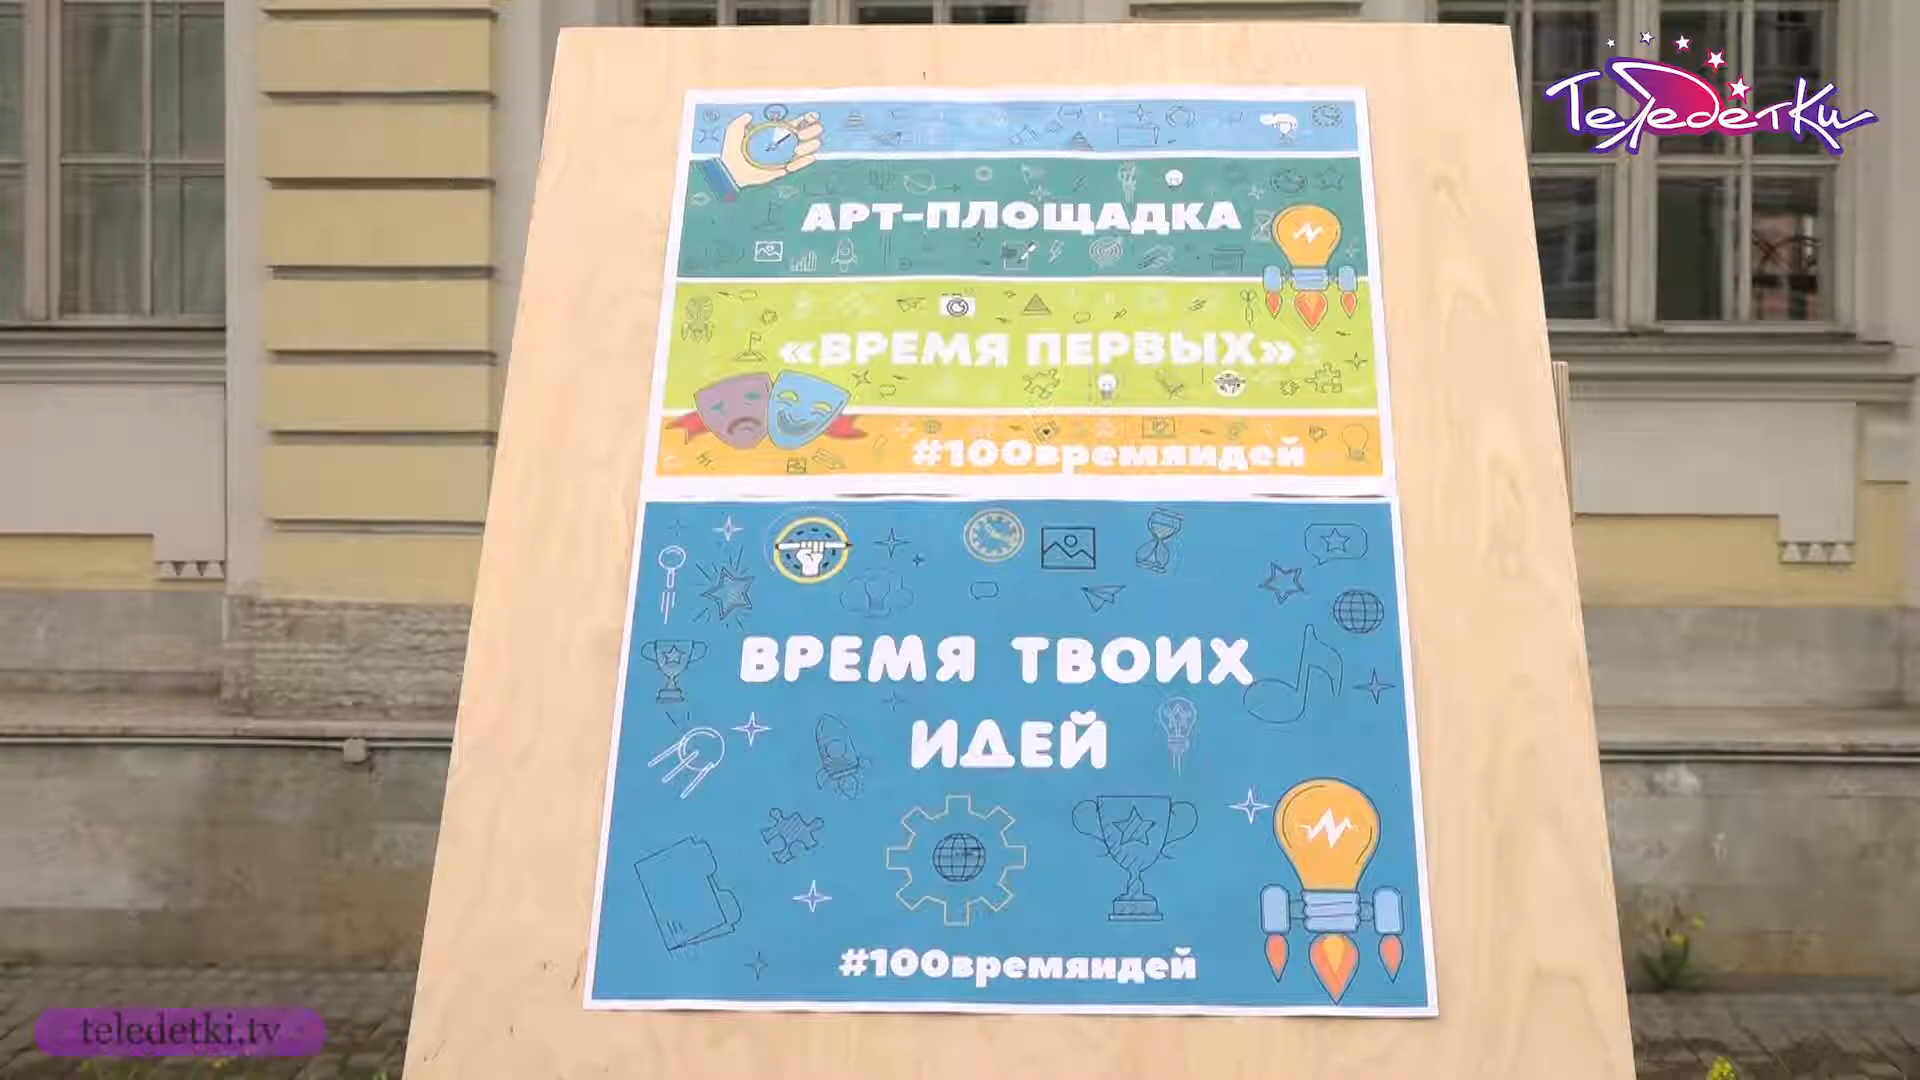 ТелеДетки
АРТ-ПЛОЩАДКА
«ВРЕМЯ ПЕРВЫХ»
#100времяидей
ВРЕМЯ ТВОИХ
ИДЕЙ
#100времяидей
teledetki.tv